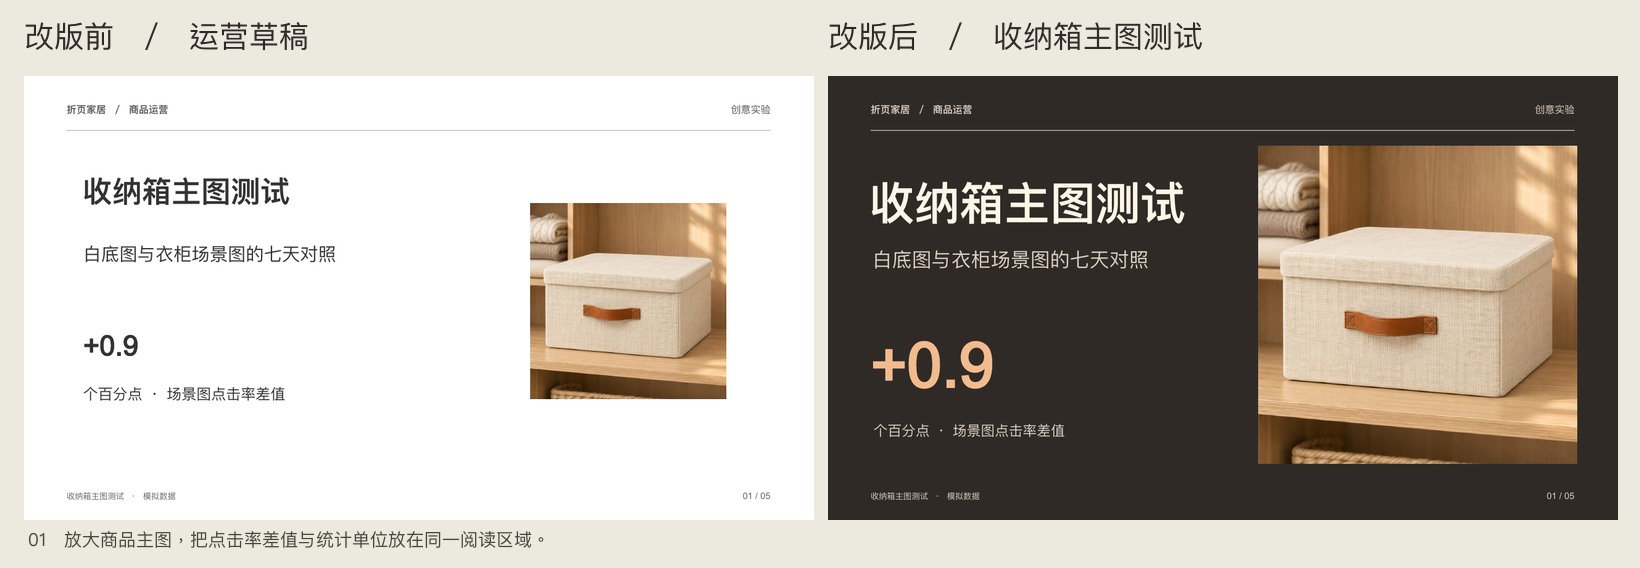 改版前 / 运营草稿
折页家居 / 商品运营
创意实验
收纳箱主图测试
白底图与衣柜场景图的七天对照
+0.9
个百分点 · 场景图点击率差值
收纳箱主图测试 · 模拟数据
01 / 05
改版后 / 收纳箱主图测试
折页家居 / 商品运营
创意实验
收纳箱主图测试
白底图与衣柜场景图的七天对照
+0.9
个百分点 · 场景图点击率差值
收纳箱主图测试 · 模拟数据
01 / 05
01 放大商品主图，把点击率差值与统计单位放在同一阅读区域。